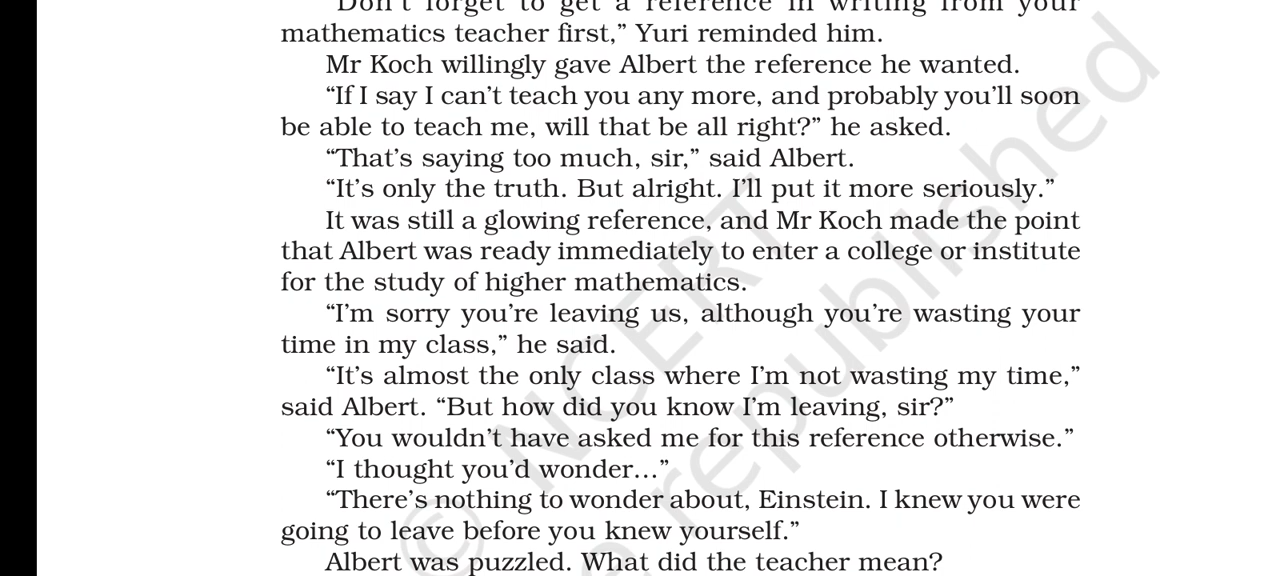 "Don't forget to get a reference in writing from your
mathematics teacher first," Yuri reminded him.
Mr Koch willingly gave Albert the reference he wanted.
"If I say I can't teach you any more, and probably you'll soon
be able to teach me, will that be all right?" he asked.
"That's saying too much, sir," said Albert.
"It's only the truth. But alright. I'll put it more seriously."
It was still a glowing reference, and Mr Koch made the point
that Albert was ready immediately to enter a college or institute
for the study of higher mathematics.
"I'm sorry you're leaving us, although you're wasting your
time in my class," he said.
"It's almost the only class where I'm not wasting my time,"
said Albert. "But how did you know I'm leaving, sir?"
"You wouldn't have asked me for this reference otherwise."
"I thought you'd wonder..."
"There's nothing to wonder about, Einstein. I knew you were
going to leave before you knew yourself."
Albert was puzzled. What did the teacher mean?
© NCERT
republished